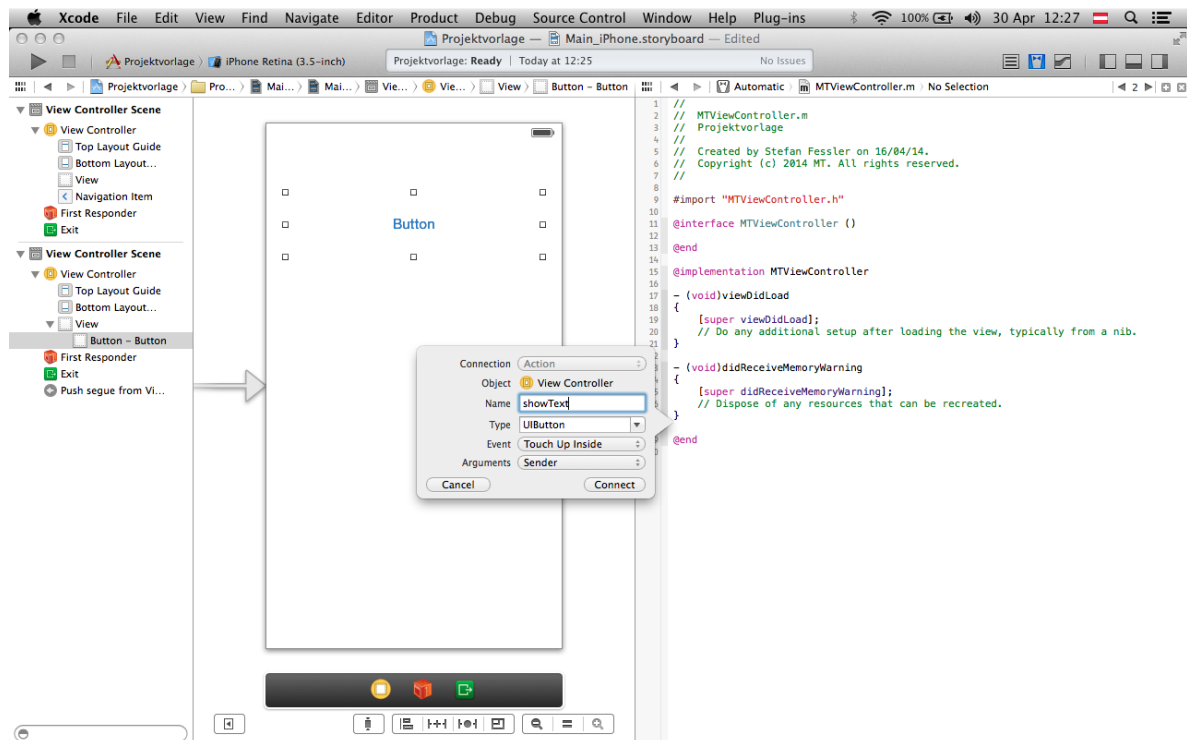 Xcode File Edit View Find Navigate Editor Product Debug Source Control Window Help Plug-ins 100% 30 Apr 12:27
Projektvorlage — Main_iPhone.storyboard — Edited
Projektvorlage iPhone Retina (3.5-inch) Projektvorlage: Ready | Today at 12:25 No Issues
Projektvorlage Pro... Mai... Mai... Vie... Vie... View Button – Button Automatic MTViewController.m No Selection 2
View Controller Scene
View Controller
Top Layout Guide
Bottom Layout...
View
Navigation Item
First Responder
Exit
View Controller Scene
View Controller
Top Layout Guide
Bottom Layout...
View
Button – Button
First Responder
Exit
Push segue from Vi...
Button
Connection Action
Object View Controller
Name showText
Type UIButton
Event Touch Up Inside
Arguments Sender
Cancel Connect
1 //
2 // MTViewController.m
3 // Projektvorlage
4 //
5 // Created by Stefan Fessler on 16/04/14.
6 // Copyright (c) 2014 MT. All rights reserved.
7 //
8
9 #import "MTViewController.h"
10
11 @interface MTViewController ()
12
13 @end
14
15 @implementation MTViewController
16
17 - (void)viewDidLoad
18 {
19 [super viewDidLoad];
20 // Do any additional setup after loading the view, typically from a nib.
21 }
- (void)didReceiveMemoryWarning
{
[super didReceiveMemoryWarning];
// Dispose of any resources that can be recreated.
}
@end